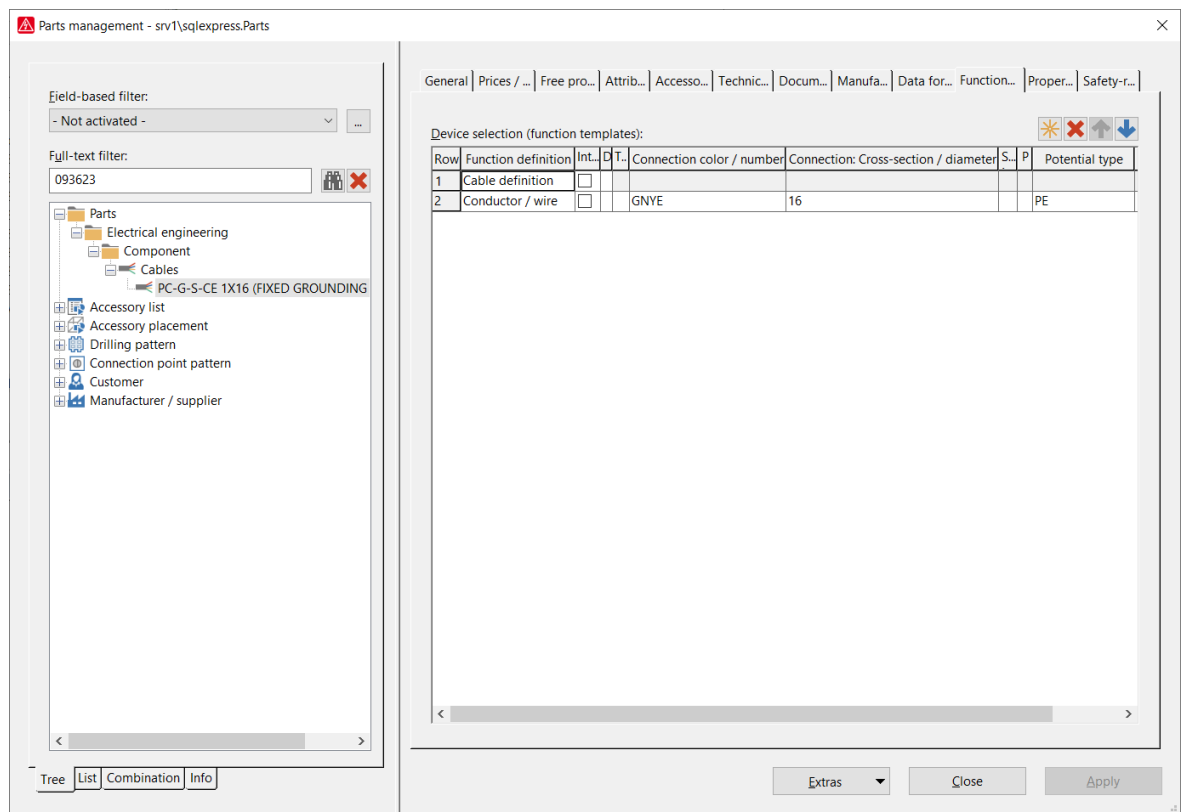 Parts management - srv1\sqlexpress.Parts
Field-based filter:
- Not activated -
...
Full-text filter:
093623
Parts
Electrical engineering
Component
Cables
PC-G-S-CE 1X16 (FIXED GROUNDING
Accessory list
Accessory placement
Drilling pattern
Connection point pattern
Customer
Manufacturer / supplier
Tree List Combination Info
General Prices / ... Free pro... Attrib... Accesso... Technic... Docum... Manufa... Data for... Function... Proper... Safety-r...
Device selection (function templates):
Row Function definition Int... D T... Connection color / number Connection: Cross-section / diameter S... P Potential type
1 Cable definition
2 Conductor / wire GNYE 16 PE
Extras Close Apply